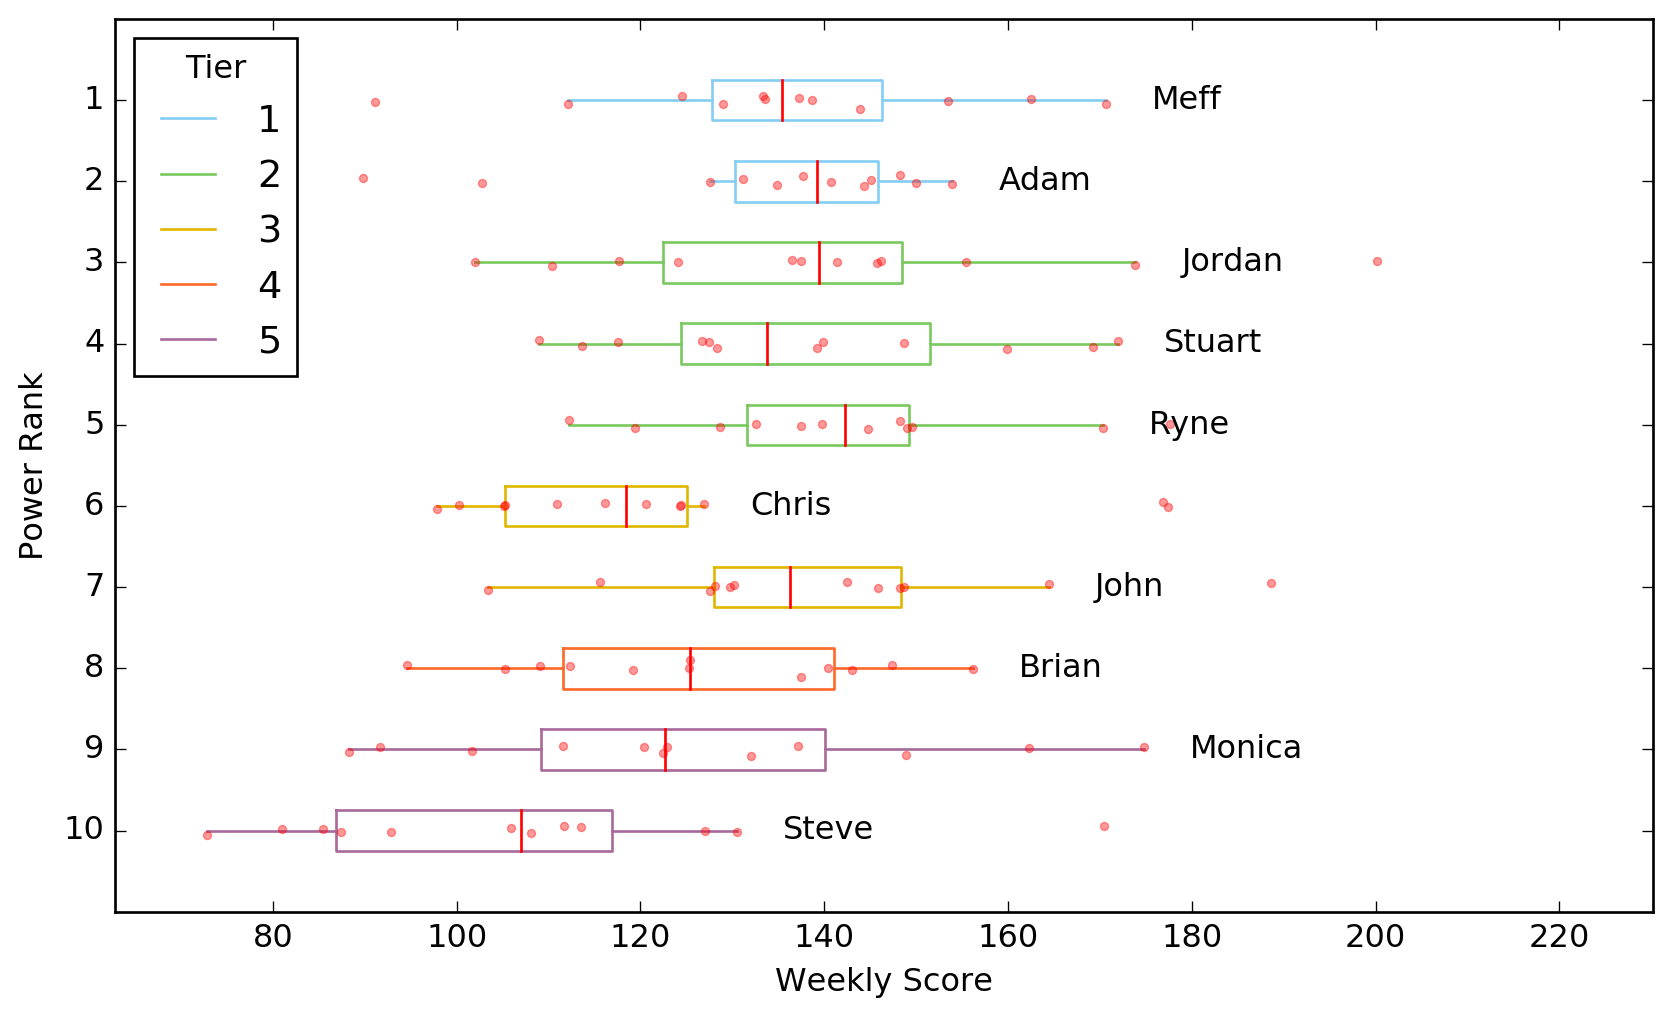 Tier
1
2
3
4
5
Power Rank
1 Meff
2 Adam
3 Jordan
4 Stuart
5 Ryne
6 Chris
7 John
8 Brian
9 Monica
10 Steve
80 100 120 140 160 180 200 220
Weekly Score